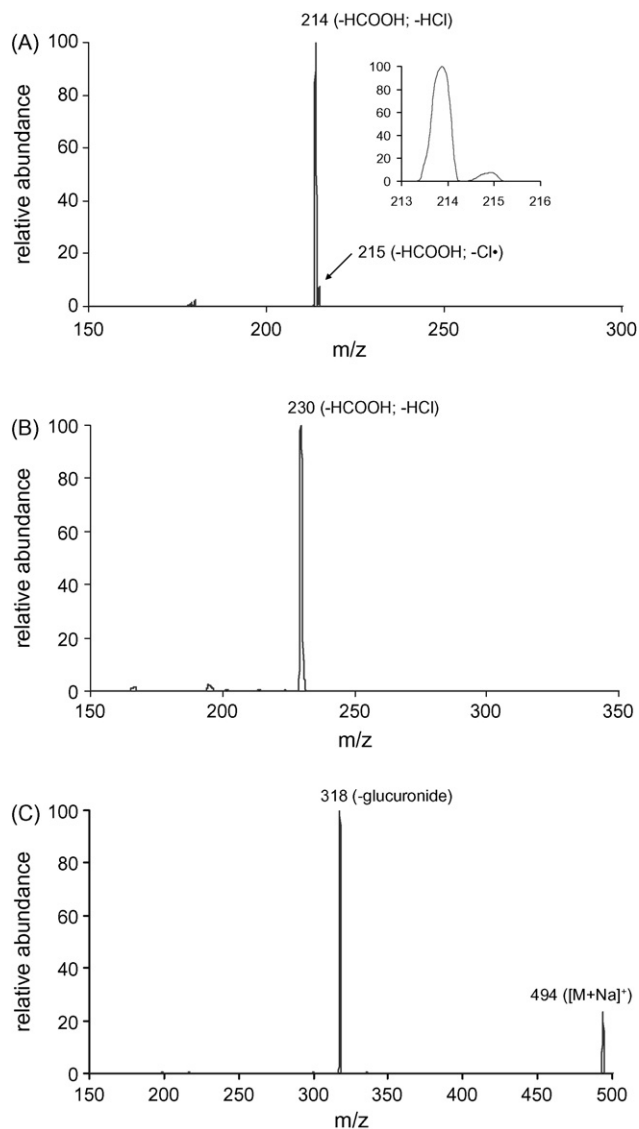 (A)
214 (-HCOOH; -HCl)
relative abundance
100
80
60
40
20
0
100
80
60
40
20
0
213 214 215 216
215 (-HCOOH; -Cl•)
150 200 250 300
m/z
(B)
230 (-HCOOH; -HCl)
relative abundance
100
80
60
40
20
0
150 200 250 300 350
m/z
(C)
318 (-glucuronide)
relative abundance
100
80
60
40
20
0
494 ([M+Na]⁺)
150 200 250 300 350 400 450 500
m/z